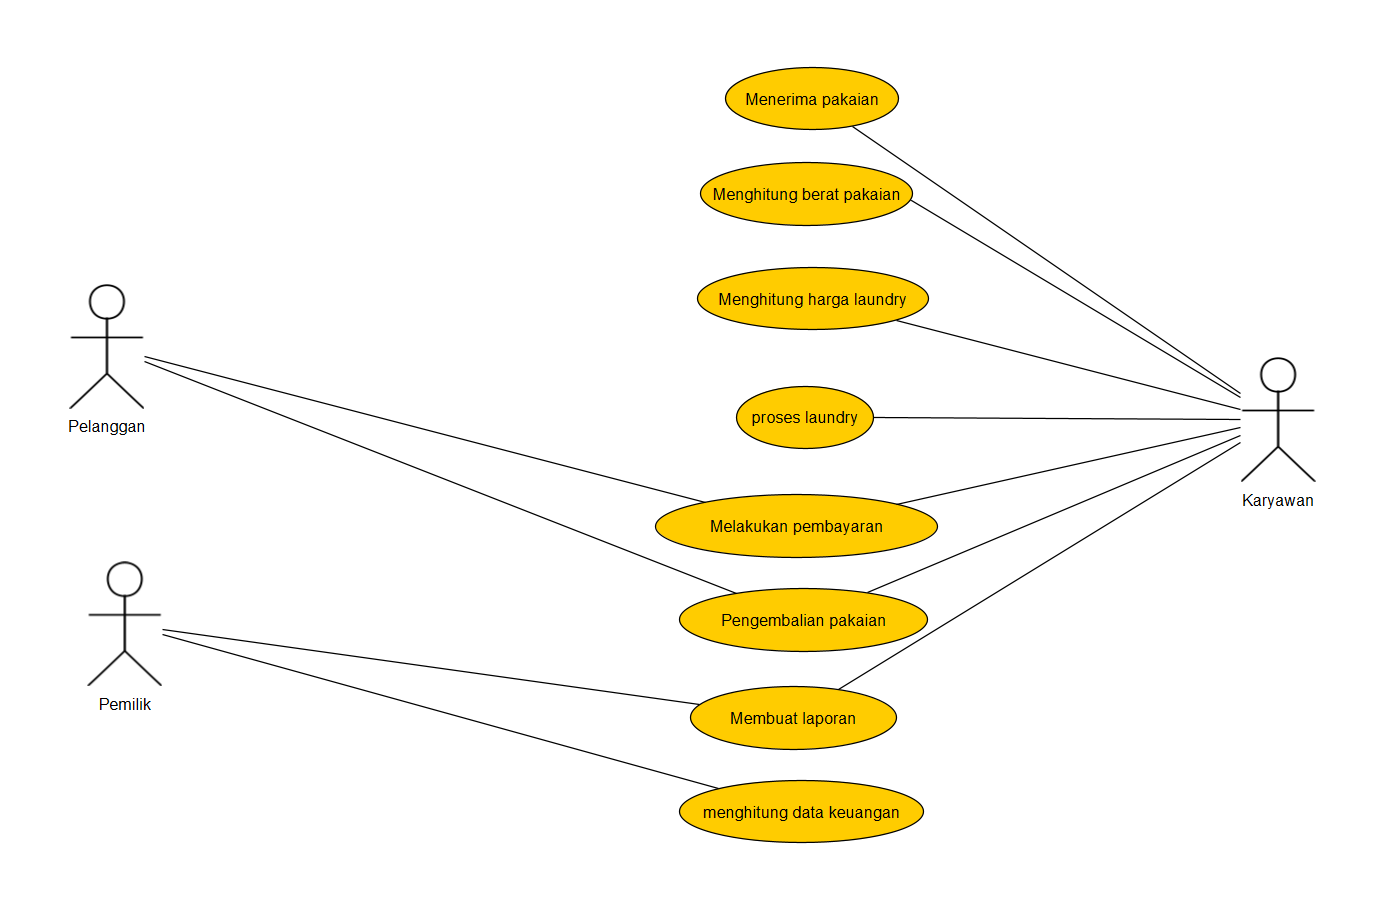 Menerima pakaian
Menghitung berat pakaian
Menghitung harga laundry
proses laundry
Pelanggan
Karyawan
Melakukan pembayaran
Pengembalian pakaian
Pemilik
Membuat laporan
menghitung data keuangan